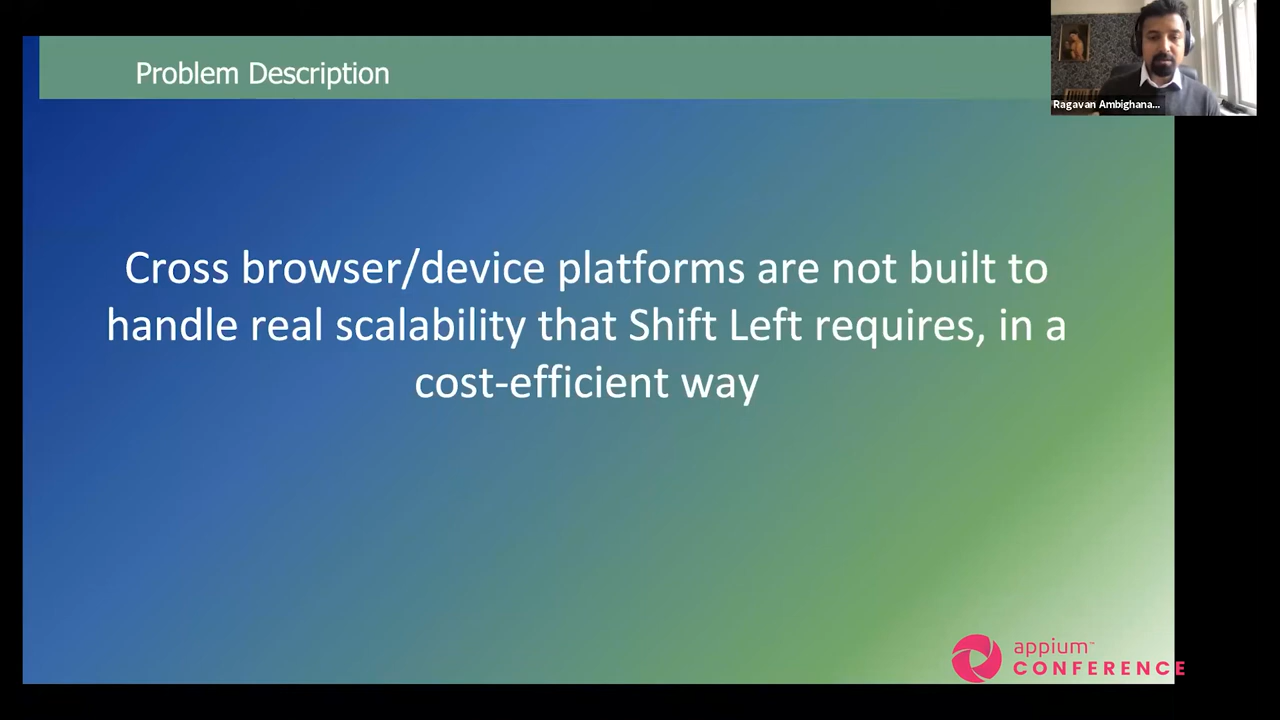 Problem Description
Ragavan Ambighana...
Cross browser/device platforms are not built to
handle real scalability that Shift Left requires, in a
cost-efficient way
appium™
CONFERENCE